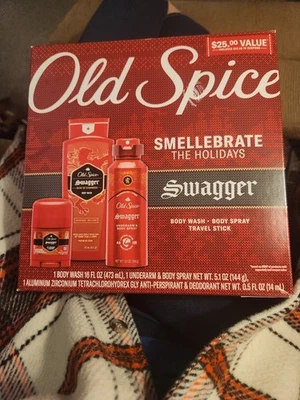 $25.00 VALUE
Old Spice
SMELLEBRATE
THE HOLIDAYS
Swagger
BODY WASH · BODY SPRAY
TRAVEL STICK
Old Spice
Swagger
Old Spice
Swagger
Swagger
1 BODY WASH 16 FL OZ (473 mL), 1 UNDERARM & BODY SPRAY NET WT. 5.1 OZ (144 g),
1 ALUMINUM ZIRCONIUM TETRACHLOROHYDREX GLY ANTI-PERSPIRANT & DEODORANT NET WT. 0.5 FL OZ (14 mL)